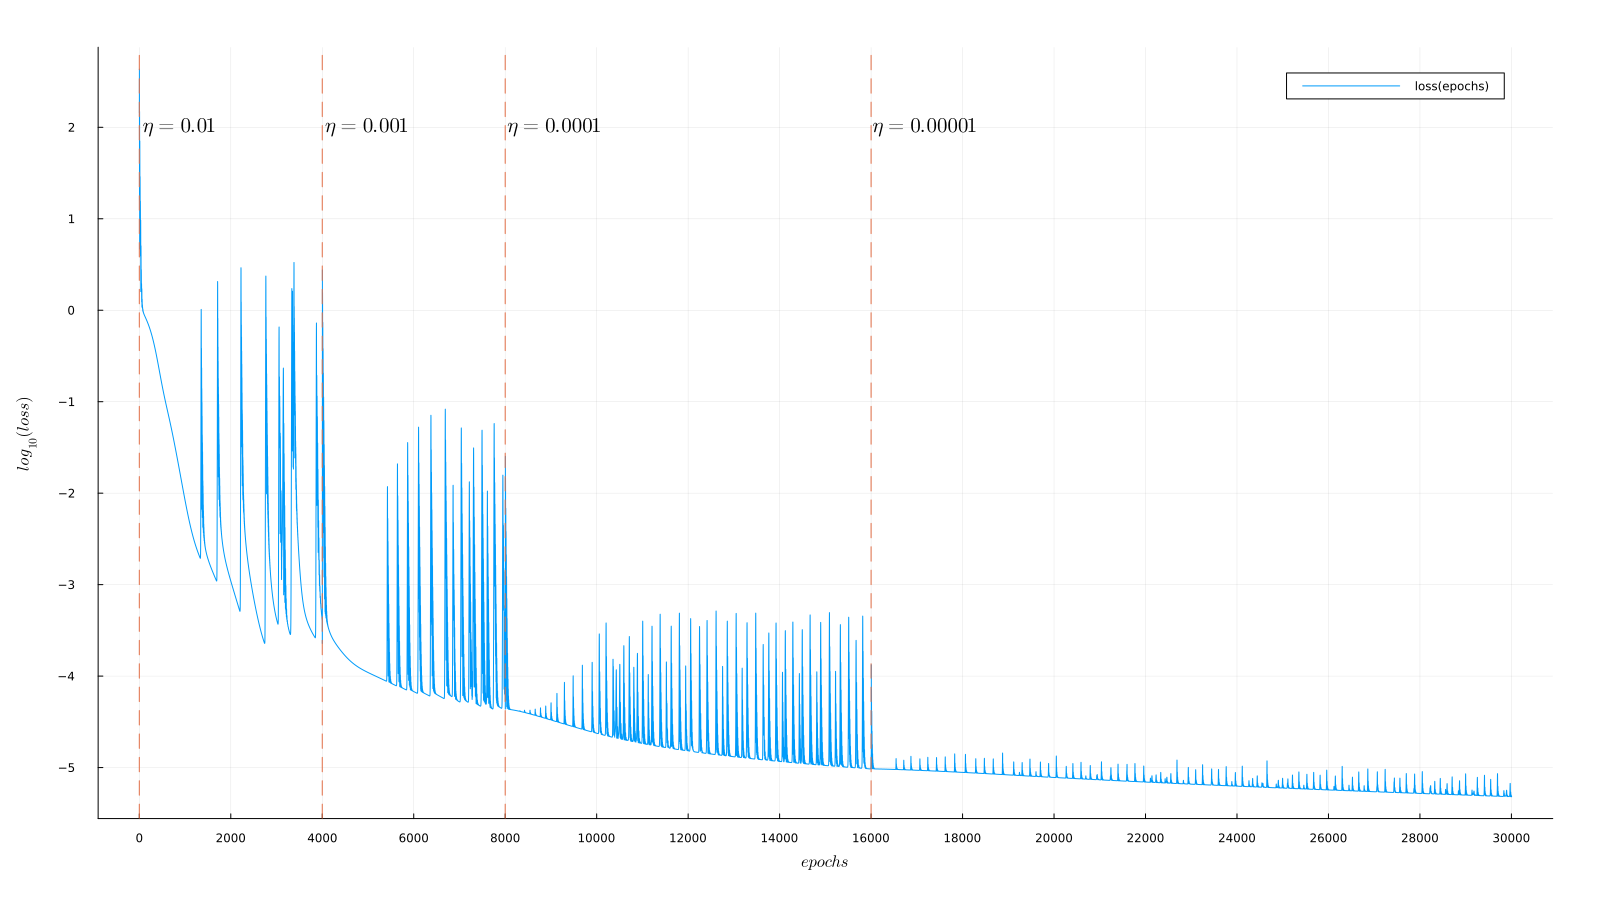 loss(epochs)
η = 0.01
η = 0.001
η = 0.0001
η = 0.00001
2
1
0
−1
−2
−3
−4
−5
log₁₀(loss)
0 2000 4000 6000 8000 10000 12000 14000 16000 18000 20000 22000 24000 26000 28000 30000
epochs